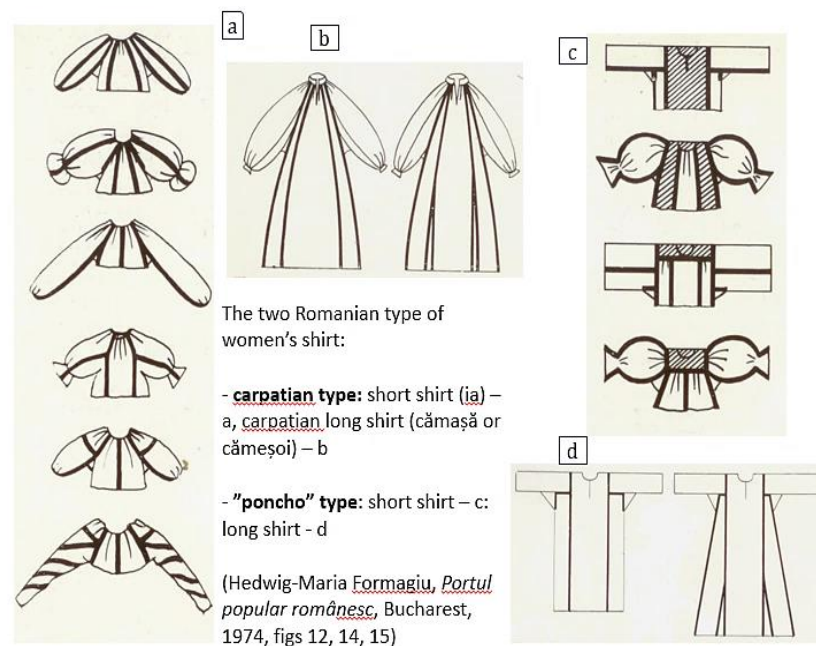 a
b
c
The two Romanian type of
women's shirt:
- carpatian type: short shirt (ia) –
a, carpatian long shirt (cămașă or
cămeșoi) – b
- ”poncho” type: short shirt – c:
long shirt - d
(Hedwig-Maria Formagiu, Portul
popular românesc, Bucharest,
1974, figs 12, 14, 15)
d